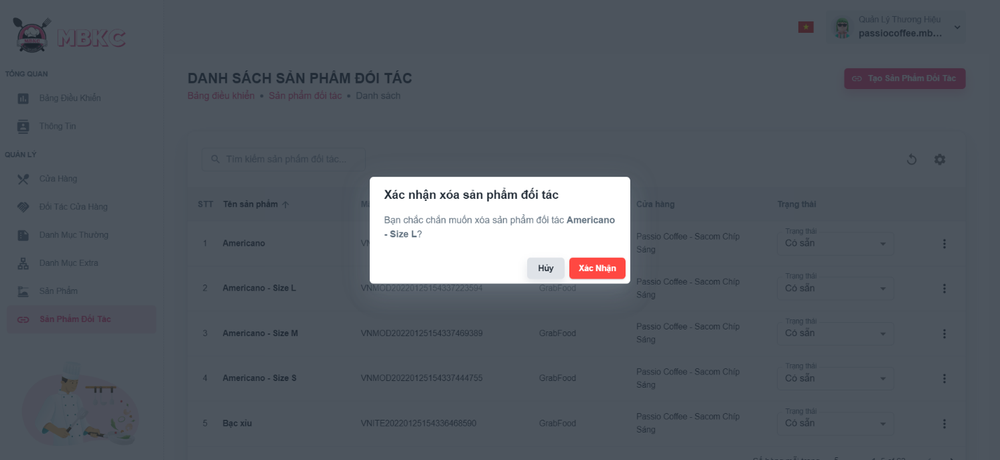 MBKC
MBKC
Quản Lý Thương Hiệu
passiocoffee.mb...
TỔNG QUAN
Bảng Điều Khiển
Thông Tin
QUẢN LÝ
Cửa Hàng
Đối Tác Cửa Hàng
Danh Mục Thường
Danh Mục Extra
Sản Phẩm
Sản Phẩm Đối Tác
DANH SÁCH SẢN PHẨM ĐỐI TÁC
Bảng điều khiển • Sản phẩm đối tác • Danh sách
Tạo Sản Phẩm Đối Tác
Tìm kiếm sản phẩm đối tác...
Xác nhận xóa sản phẩm đối tác
Bạn chắc chắn muốn xóa sản phẩm đối tác Americano
- Size L?
Hủy
Xác Nhận
STT Tên sản phẩm Cửa hàng Trạng thái
1 Americano VN Passio Coffee - Sacom Chíp
Sáng
Trạng thái
Có sẵn
2 Americano - Size L VNMOD20220125154337223594 GrabFood Passio Coffee - Sacom Chíp
Sáng
Trạng thái
Có sẵn
3 Americano - Size M VNMOD20220125154337469389 GrabFood Passio Coffee - Sacom Chíp
Sáng
Trạng thái
Có sẵn
4 Americano - Size S VNMOD20220125154337444755 GrabFood Passio Coffee - Sacom Chíp
Sáng
Trạng thái
Có sẵn
5 Bạc xỉu VNITE20220125154336468590 GrabFood Passio Coffee - Sacom Chíp
Sáng
Trạng thái
Có sẵn